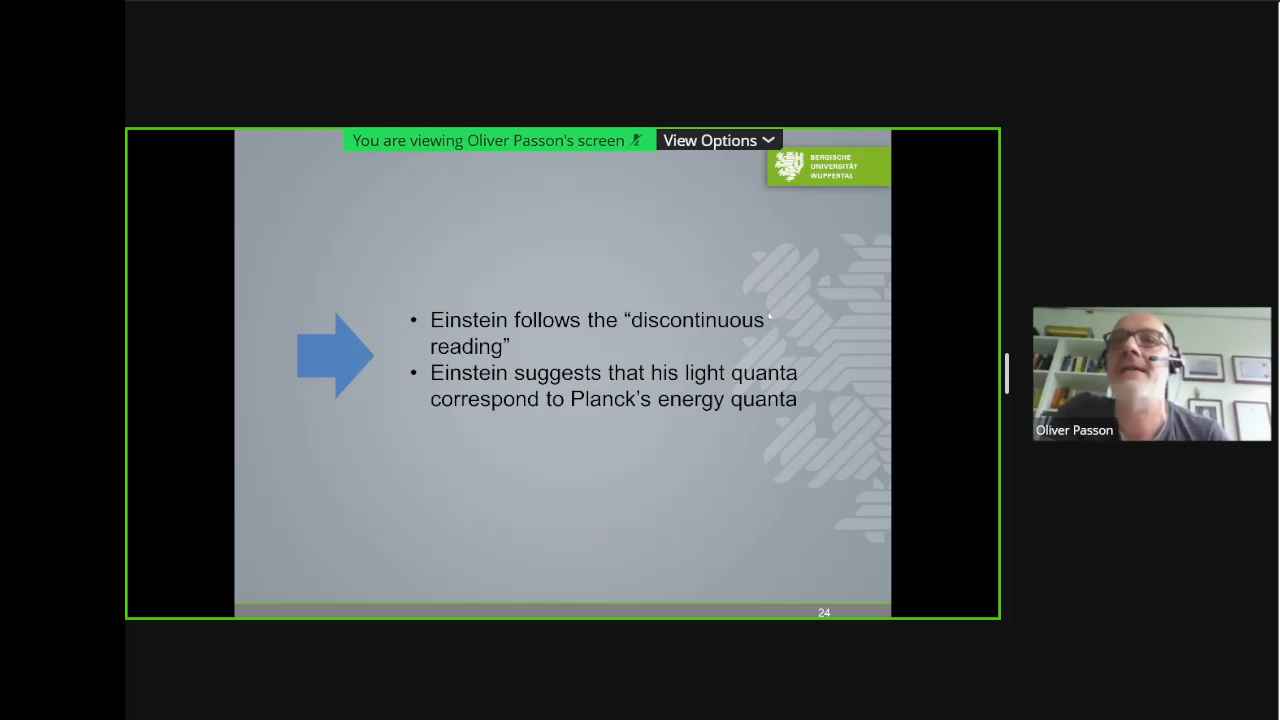 You are viewing Oliver Passon's screen
View Options
BERGISCHE
UNIVERSITÄT
WUPPERTAL
• Einstein follows the “discontinuous
reading”
• Einstein suggests that his light quanta
correspond to Planck’s energy quanta
Oliver Passon
24